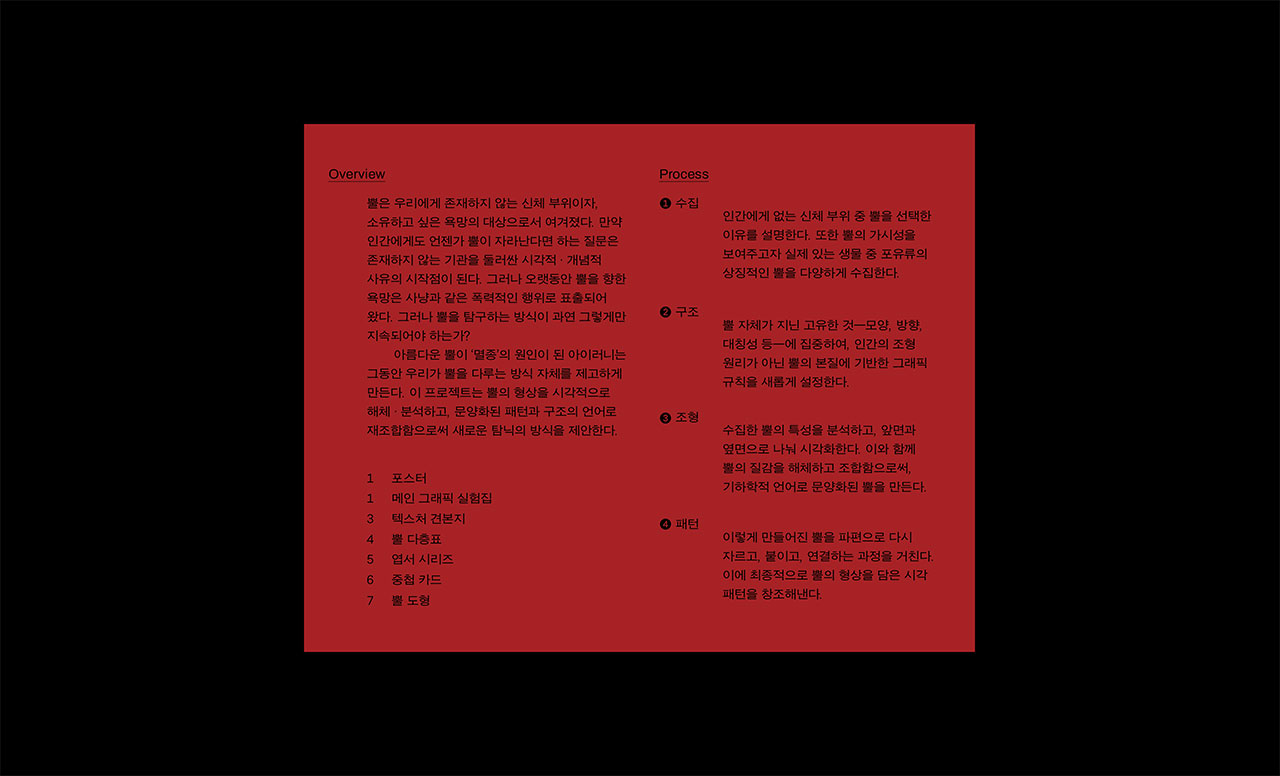 Overview
뿔은 우리에게 존재하지 않는 신체 부위이자,
소유하고 싶은 욕망의 대상으로서 여겨졌다. 만약
인간에게도 언젠가 뿔이 자라난다면 하는 질문은
존재하지 않는 기관을 둘러싼 시각적 · 개념적
사유의 시작점이 된다. 그러나 오랫동안 뿔을 향한
욕망은 사냥과 같은 폭력적인 행위로 표출되어
왔다. 그러나 뿔을 탐구하는 방식이 과연 그렇게만
지속되어야 하는가?
아름다운 뿔이 ‘멸종’의 원인이 된 아이러니는
그동안 우리가 뿔을 다루는 방식 자체를 제고하게
만든다. 이 프로젝트는 뿔의 형상을 시각적으로
해체 · 분석하고, 문양화된 패턴과 구조의 언어로
재조합함으로써 새로운 탐닉의 방식을 제안한다.
1 포스터
1 메인 그래픽 실험집
3 텍스처 견본지
4 뿔 다층표
5 엽서 시리즈
6 중첩 카드
7 뿔 도형
Process
❶ 수집
인간에게 없는 신체 부위 중 뿔을 선택한
이유를 설명한다. 또한 뿔의 가시성을
보여주고자 실제 있는 생물 중 포유류의
상징적인 뿔을 다양하게 수집한다.
❷ 구조
뿔 자체가 지닌 고유한 것—모양, 방향,
대칭성 등—에 집중하여, 인간의 조형
원리가 아닌 뿔의 본질에 기반한 그래픽
규칙을 새롭게 설정한다.
❸ 조형
수집한 뿔의 특성을 분석하고, 앞면과
옆면으로 나눠 시각화한다. 이와 함께
뿔의 질감을 해체하고 조합함으로써,
기하학적 언어로 문양화된 뿔을 만든다.
❹ 패턴
이렇게 만들어진 뿔을 파편으로 다시
자르고, 붙이고, 연결하는 과정을 거친다.
이에 최종적으로 뿔의 형상을 담은 시각
패턴을 창조해낸다.